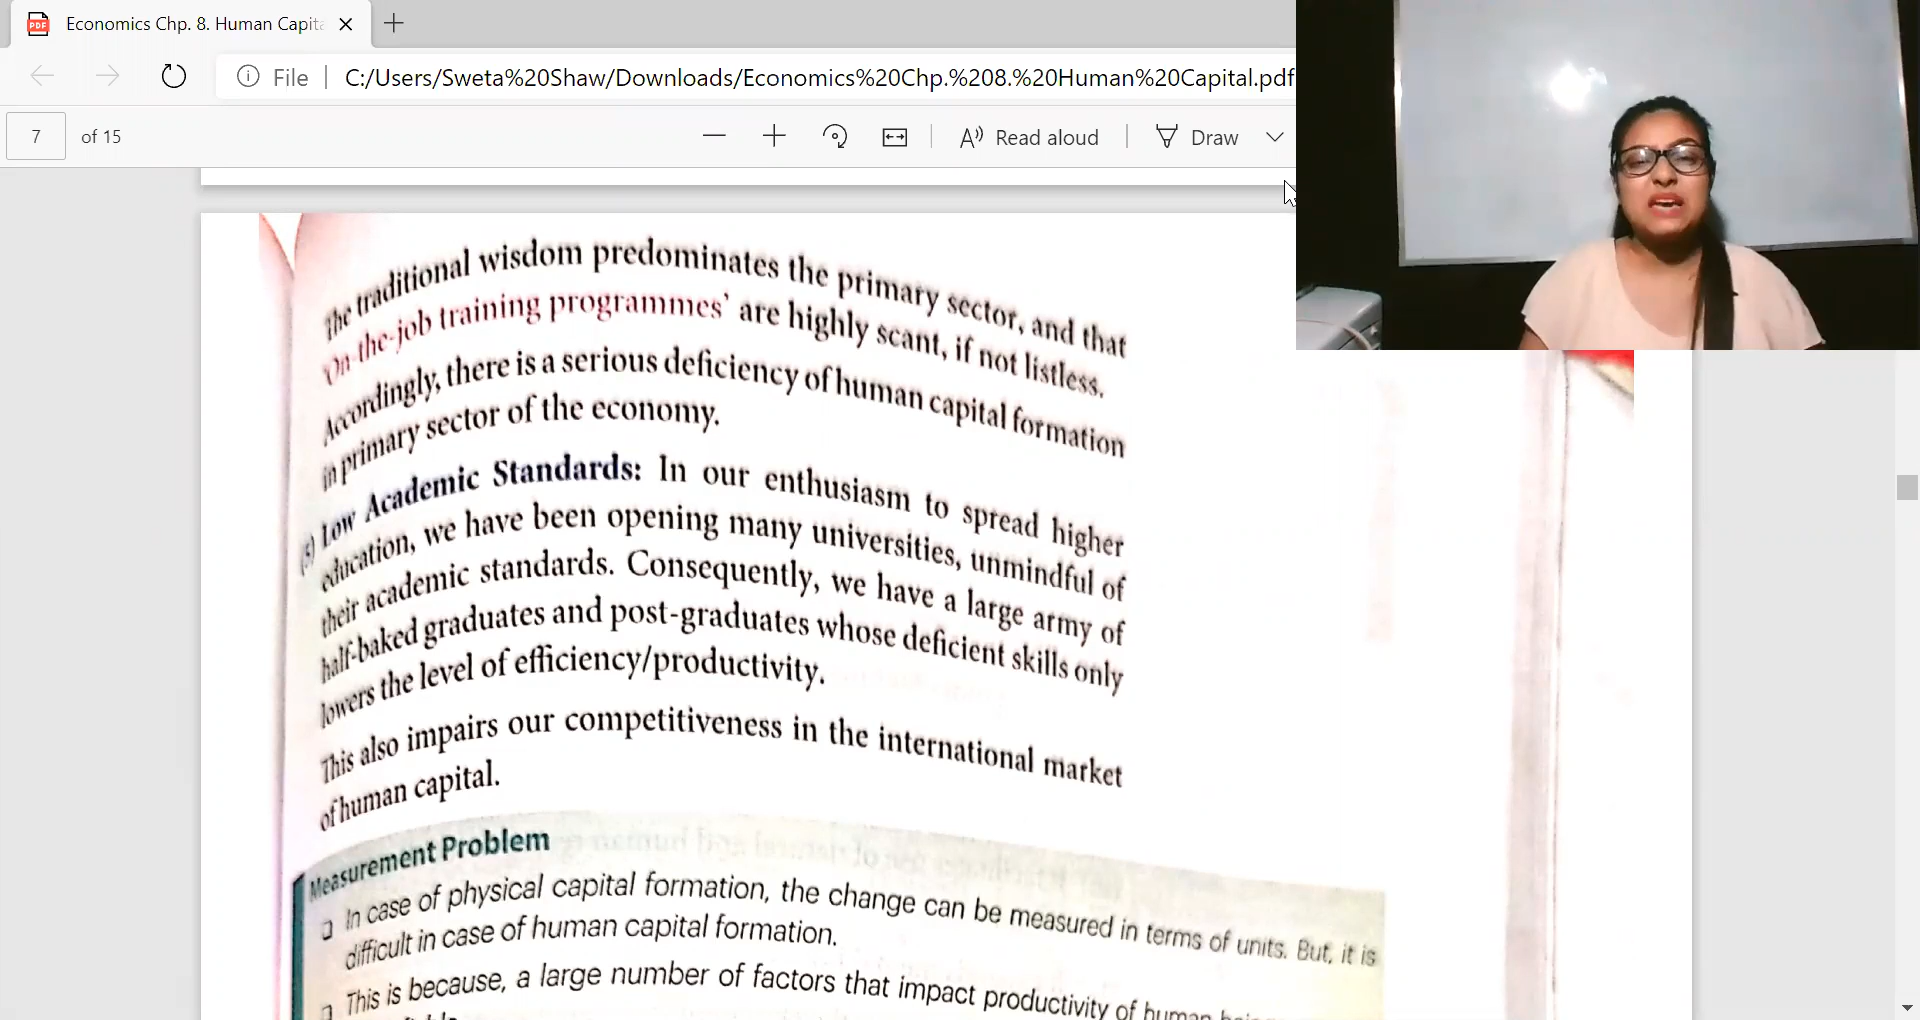 Economics Chp. 8. Human Capita
File
C:/Users/Sweta%20Shaw/Downloads/Economics%20Chp.%208.%20Human%20Capital.pdf
7 of 15
Read aloud
Draw
The traditional wisdom predominates the primary sector, and that
'On-the-job training programmes' are highly scant, if not listless.
Accordingly, there is a serious deficiency of human capital formation
in primary sector of the economy.
(5) Low Academic Standards: In our enthusiasm to spread higher
education, we have been opening many universities, unmindful of
their academic standards. Consequently, we have a large army of
half-baked graduates and post-graduates whose deficient skills only
lowers the level of efficiency/productivity.
This also impairs our competitiveness in the international market
of human capital.
Measurement Problem
In case of physical capital formation, the change can be measured in terms of units. But, it is
difficult in case of human capital formation.
This is because, a large number of factors that impact productivity of human